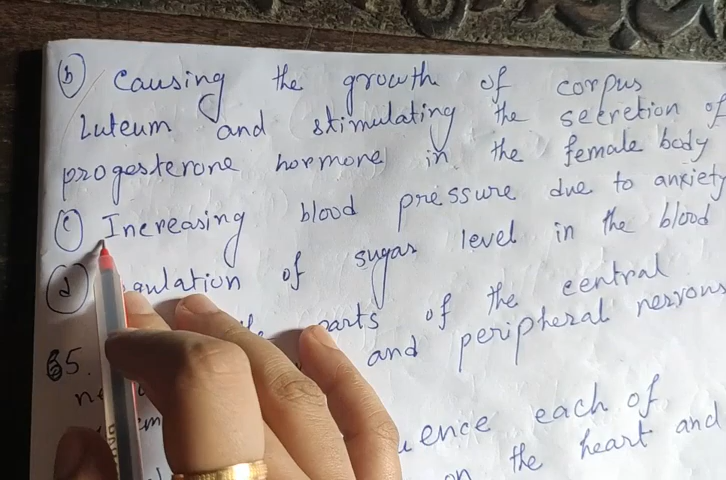 (b) Causing the growth of corpus
Luteum and stimulating the secretion of
progesterone hormone in the female body
(c) Increasing blood pressure due to anxiety
(d) of sugar level in the blood
parts of the central
65. and peripheral nervous
each of
on the heart and